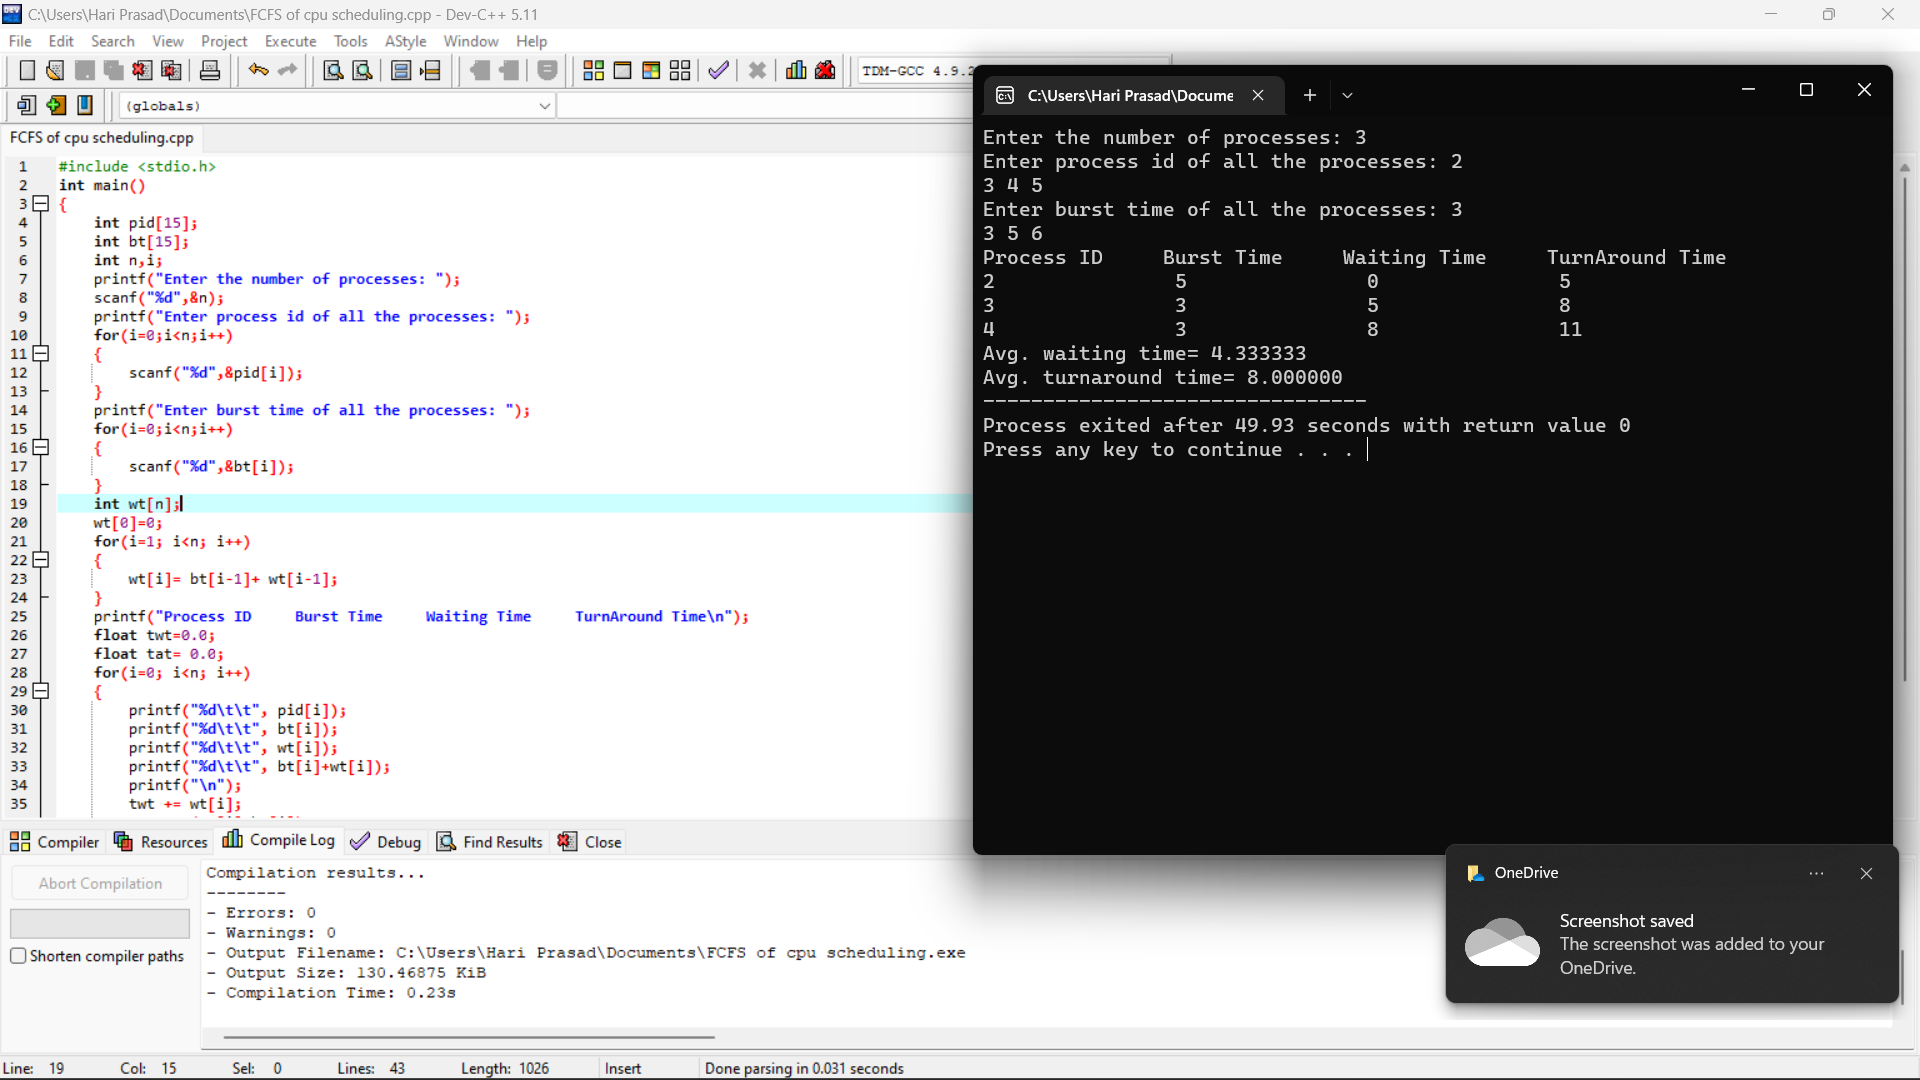 C:\Users\Hari Prasad\Documents\FCFS of cpu scheduling.cpp - Dev-C++ 5.11
File Edit Search View Project Execute Tools AStyle Window Help
TDM-GCC 4.9.2
(globals)
FCFS of cpu scheduling.cpp
1 #include <stdio.h>
2 int main()
3 {
4 int pid[15];
5 int bt[15];
6 int n,i;
7 printf("Enter the number of processes: ");
8 scanf("%d",&n);
9 printf("Enter process id of all the processes: ");
10 for(i=0;i<n;i++)
11 {
12 scanf("%d",&pid[i]);
13 }
14 printf("Enter burst time of all the processes: ");
15 for(i=0;i<n;i++)
16 {
17 scanf("%d",&bt[i]);
18 }
19 int wt[n];
20 wt[0]=0;
21 for(i=1; i<n; i++)
22 {
23 wt[i]= bt[i-1]+ wt[i-1];
24 }
25 printf("Process ID     Burst Time     Waiting Time     TurnAround Time\n");
26 float twt=0.0;
27 float tat= 0.0;
28 for(i=0; i<n; i++)
29 {
30 printf("%d\t\t", pid[i]);
31 printf("%d\t\t", bt[i]);
32 printf("%d\t\t", wt[i]);
33 printf("%d\t\t", bt[i]+wt[i]);
34 printf("\n");
35 twt += wt[i];
C:\Users\Hari Prasad\Docume
Enter the number of processes: 3
Enter process id of all the processes: 2
3 4 5
Enter burst time of all the processes: 3
3 5 6
Process ID     Burst Time     Waiting Time     TurnAround Time
2 5 0 5
3 3 5 8
4 3 8 11
Avg. waiting time= 4.333333
Avg. turnaround time= 8.000000
--------------------------------
Process exited after 49.93 seconds with return value 0
Press any key to continue . . .
Compiler Resources Compile Log Debug Find Results Close
Abort Compilation
Shorten compiler paths
Compilation results...
--------
- Errors: 0
- Warnings: 0
- Output Filename: C:\Users\Hari Prasad\Documents\FCFS of cpu scheduling.exe
- Output Size: 130.46875 KiB
- Compilation Time: 0.23s
OneDrive
Screenshot saved
The screenshot was added to your
OneDrive.
Line: 19 Col: 15 Sel: 0 Lines: 43 Length: 1026 Insert Done parsing in 0.031 seconds